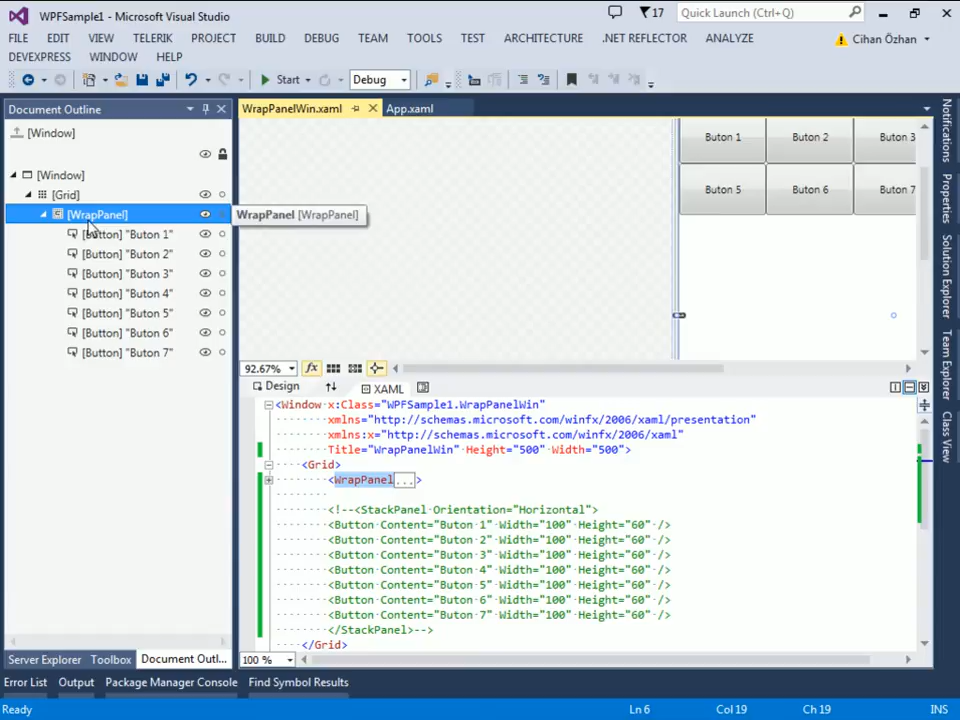 WPFSample1 - Microsoft Visual Studio
17
Quick Launch (Ctrl+Q)
FILE EDIT VIEW TELERIK PROJECT BUILD DEBUG TEAM TOOLS TEST ARCHITECTURE .NET REFLECTOR ANALYZE
Cihan Özhan
DEVEXPRESS WINDOW HELP
Start
Debug
Document Outline
[Window]
[Window]
[Grid]
[WrapPanel]
[Button] "Buton 1"
[Button] "Buton 2"
[Button] "Buton 3"
[Button] "Buton 4"
[Button] "Buton 5"
[Button] "Buton 6"
[Button] "Buton 7"
WrapPanel [WrapPanel]
Server Explorer Toolbox Document Outl...
WrapPanelWin.xaml
App.xaml
Buton 1 Buton 2 Buton 3
Buton 5 Buton 6 Buton 7
92.67%
fx
Design
XAML
<Window x:Class="WPFSample1.WrapPanelWin"
xmlns="http://schemas.microsoft.com/winfx/2006/xaml/presentation"
xmlns:x="http://schemas.microsoft.com/winfx/2006/xaml"
Title="WrapPanelWin" Height="500" Width="500">
<Grid>
<WrapPanel...>
<!--<StackPanel Orientation="Horizontal">
<Button Content="Buton 1" Width="100" Height="60" />
<Button Content="Buton 2" Width="100" Height="60" />
<Button Content="Buton 3" Width="100" Height="60" />
<Button Content="Buton 4" Width="100" Height="60" />
<Button Content="Buton 5" Width="100" Height="60" />
<Button Content="Buton 6" Width="100" Height="60" />
<Button Content="Buton 7" Width="100" Height="60" />
</StackPanel>-->
</Grid>
100 %
Notifications
Properties
Solution Explorer
Team Explorer
Class View
Error List Output Package Manager Console Find Symbol Results
Ready
Ln 6 Col 19 Ch 19 INS